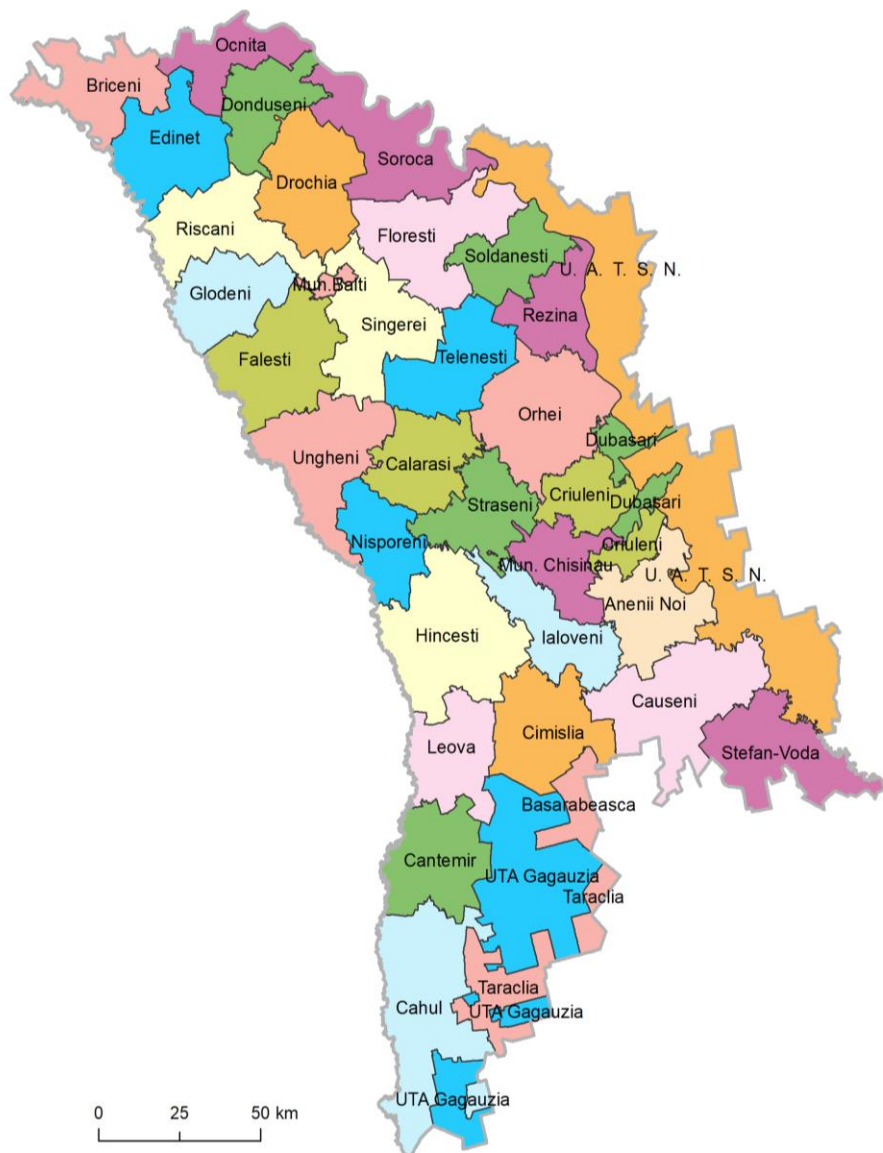 Ocnita
Briceni
Donduseni
Edinet
Soroca
Drochia
Riscani
Floresti
Soldanesti
U. A. T. S. N.
Glodeni
Mun.Balti
Rezina
Singerei
Falesti
Telenesti
Orhei
Dubasari
Ungheni
Calarasi
Criuleni
Dubasari
Straseni
Nisporeni
Criuleni
Mun. Chisinau
U. A. T. S. N.
Anenii Noi
Hincesti
Ialoveni
Causeni
Cimislia
Leova
Stefan-Voda
Basarabeasca
Cantemir
UTA Gagauzia
Taraclia
Taraclia
Cahul
UTA Gagauzia
UTA Gagauzia
0 25 50 km